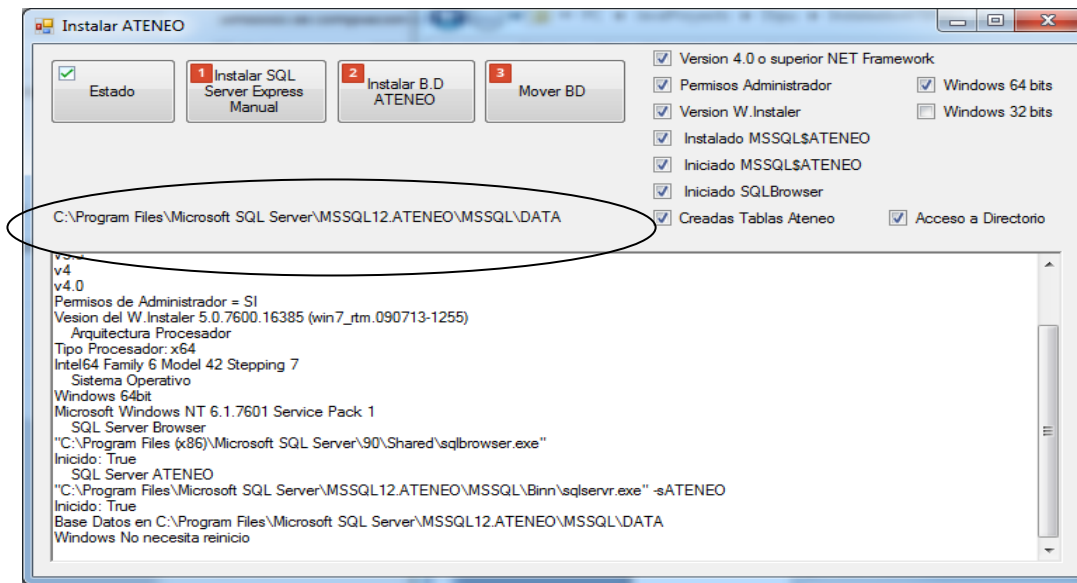 Instalar ATENEO
Estado
1 Instalar SQL
Server Express
Manual
2 Instalar B.D
ATENEO
3 Mover BD
Version 4.0 o superior NET Framework
Permisos Administrador
Windows 64 bits
Version W.Instaler
Windows 32 bits
Instalado MSSQL$ATENEO
Iniciado MSSQL$ATENEO
Iniciado SQLBrowser
C:\Program Files\Microsoft SQL Server\MSSQL12.ATENEO\MSSQL\DATA
Creadas Tablas Ateneo
Acceso a Directorio
v4
v4.0
Permisos de Administrador = SI
Vesion del W.Instaler 5.0.7600.16385 (win7_rtm.090713-1255)
Arquitectura Procesador
Tipo Procesador: x64
Intel64 Family 6 Model 42 Stepping 7
Sistema Operativo
Windows 64bit
Microsoft Windows NT 6.1.7601 Service Pack 1
SQL Server Browser
"C:\Program Files (x86)\Microsoft SQL Server\90\Shared\sqlbrowser.exe"
Inicido: True
SQL Server ATENEO
"C:\Program Files\Microsoft SQL Server\MSSQL12.ATENEO\MSSQL\Binn\sqlservr.exe" -sATENEO
Inicido: True
Base Datos en C:\Program Files\Microsoft SQL Server\MSSQL12.ATENEO\MSSQL\DATA
Windows No necesita reinicio